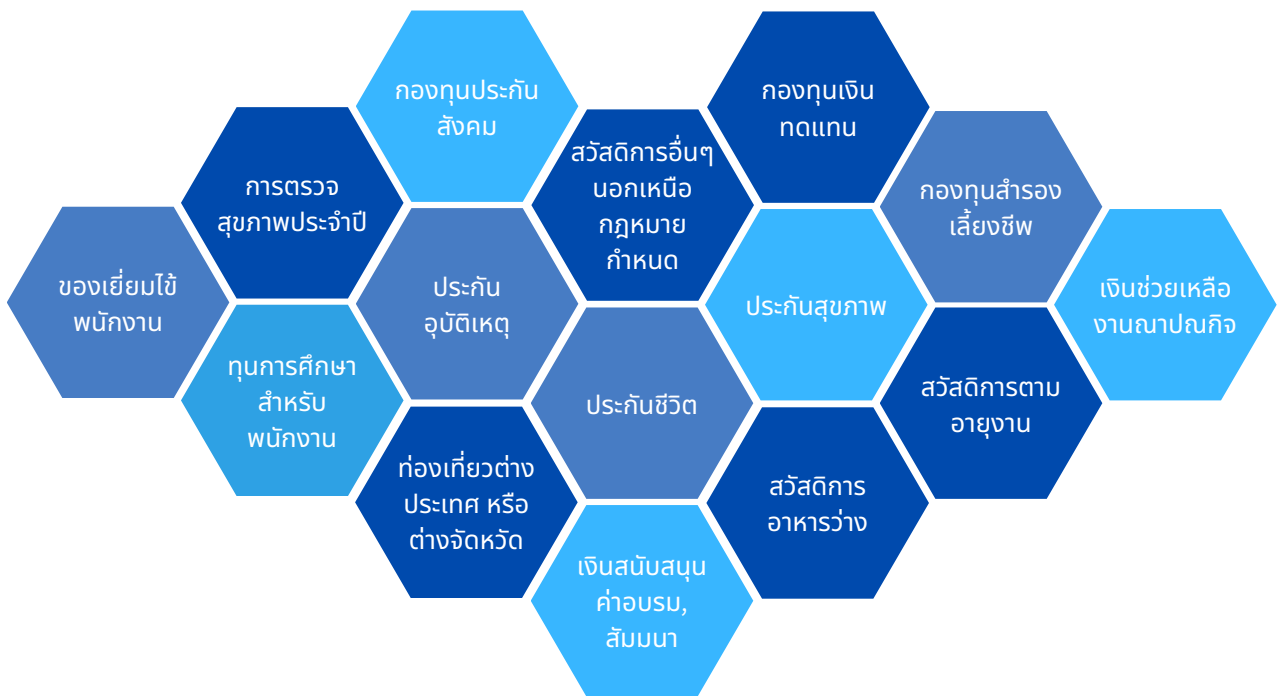 กองทุนประกัน
สังคม
กองทุนเงิน
ทดแทน
การตรวจ
สุขภาพประจำปี
สวัสดิการอื่นๆ
นอกเหนือ
กฎหมาย
กำหนด
กองทุนสำรอง
เลี้ยงชีพ
ของเยี่ยมไข้
พนักงาน
ประกัน
อุบัติเหตุ
ประกันสุขภาพ
เงินช่วยเหลือ
งานณาปณกิจ
ทุนการศึกษา
สำหรับ
พนักงาน
ประกันชีวิต
สวัสดิการตาม
อายุงาน
ท่องเที่ยวต่าง
ประเทศ หรือ
ต่างจัดหวัด
สวัสดิการ
อาหารว่าง
เงินสนับสนุน
ค่าอบรม,
สัมมนา